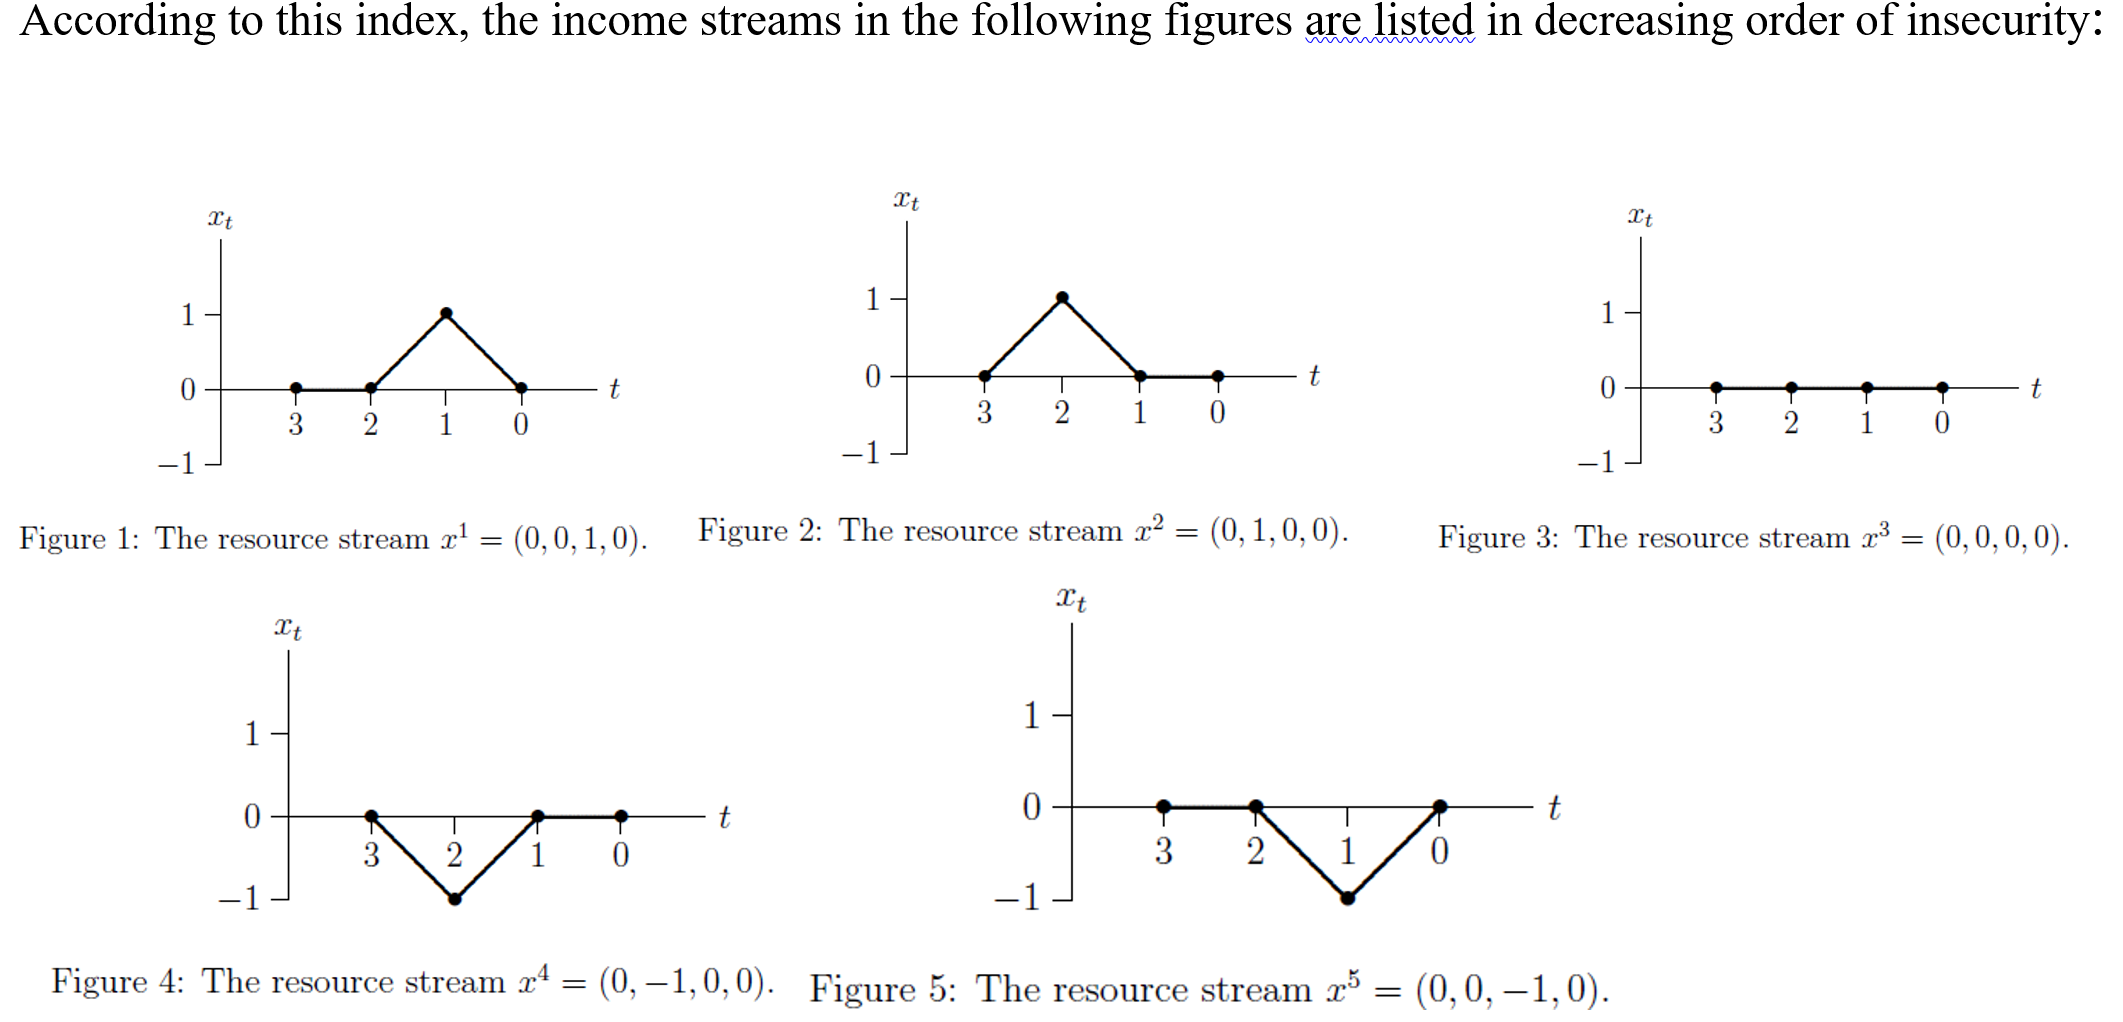 According to this index, the income streams in the following figures are listed in decreasing order of insecurity:
xₜ
1
0
−1
3 2 1 0
t
Figure 1: The resource stream x¹ = (0, 0, 1, 0).
xₜ
1
0
−1
3 2 1 0
t
Figure 2: The resource stream x² = (0, 1, 0, 0).
xₜ
1
0
−1
3 2 1 0
t
Figure 3: The resource stream x³ = (0, 0, 0, 0).
xₜ
1
0
−1
3 2 1 0
t
Figure 4: The resource stream x⁴ = (0, −1, 0, 0).
xₜ
1
0
−1
3 2 1 0
t
Figure 5: The resource stream x⁵ = (0, 0, −1, 0).